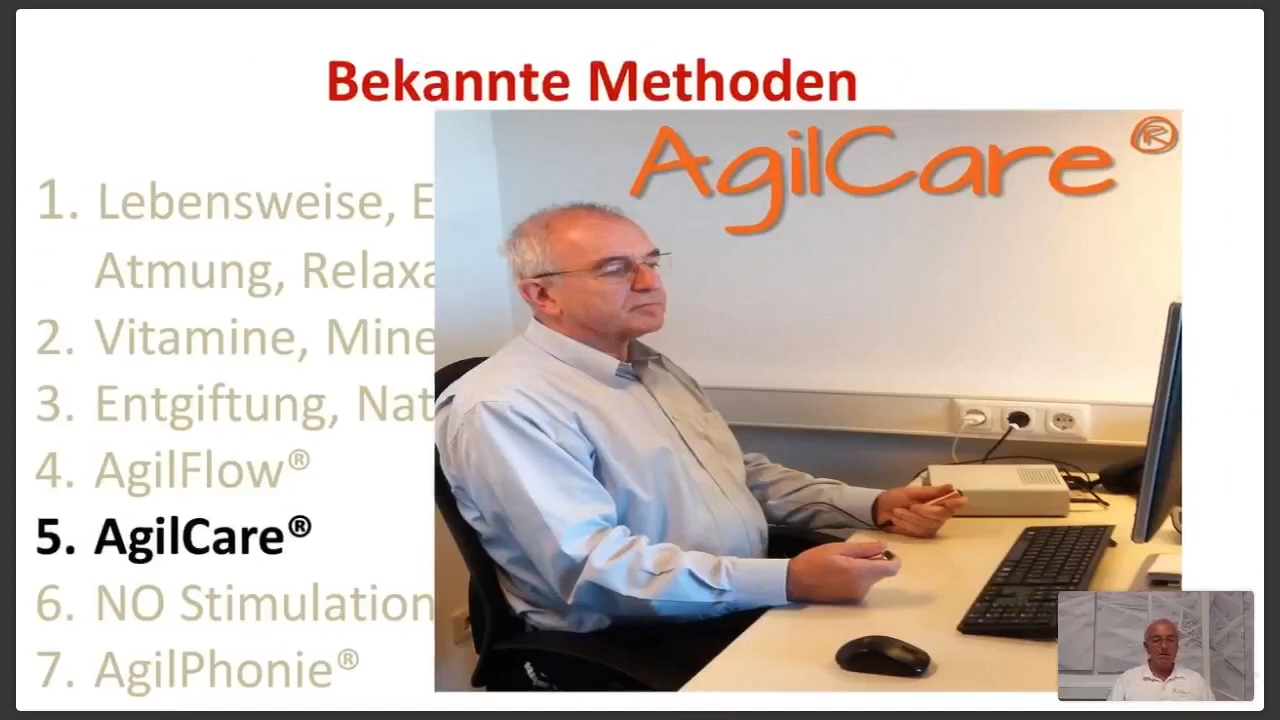 Bekannte Methoden
AgilCare®
1. Lebensweise, E
Atmung, Relaxa
2. Vitamine, Mine
3. Entgiftung, Nat
4. AgilFlow®
5. AgilCare®
6. NO Stimulation
7. AgilPhonie®